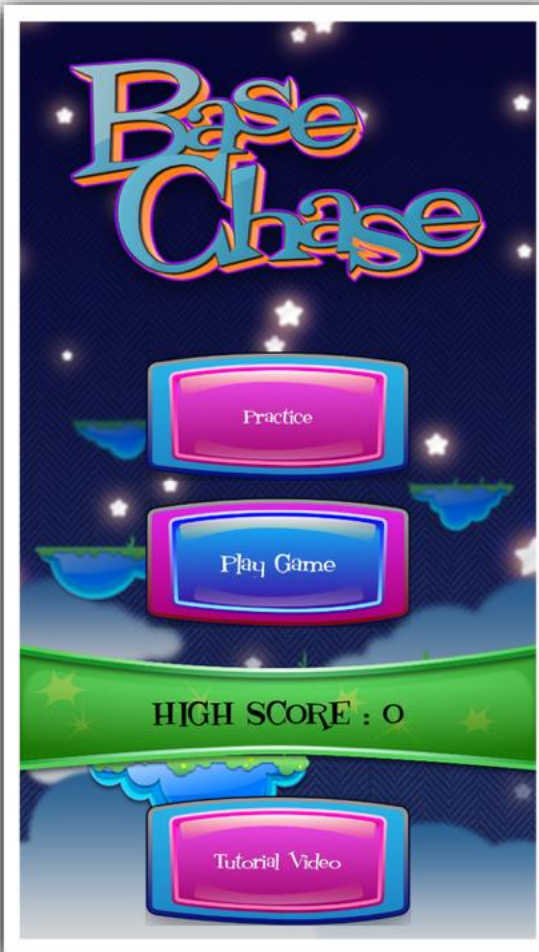 Base
Chase
Practice
Play Game
HIGH SCORE : 0
Tutorial Video